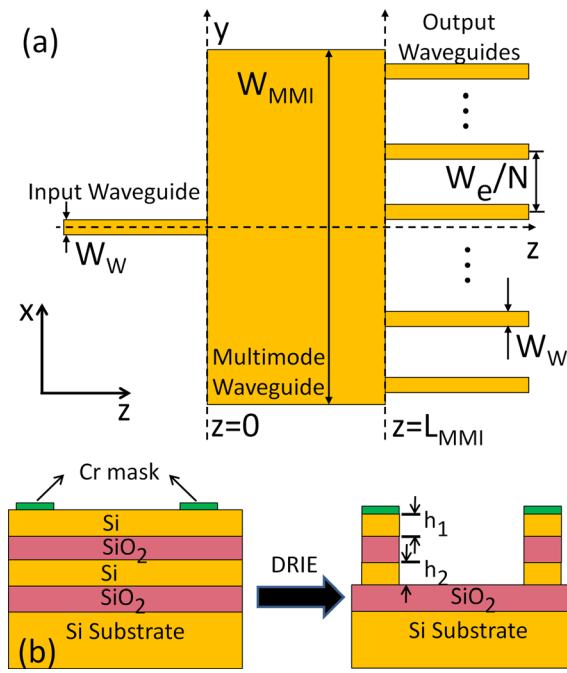 (a)
y
Output
Waveguides
W_MMI
W_e/N
Input Waveguide
W_W
z
x
W_W
Multimode
Waveguide
z
z=0
z=L_MMI
Cr mask
Si
SiO₂
Si
SiO₂
Si Substrate
(b)
DRIE
h₁
h₂
SiO₂
Si Substrate